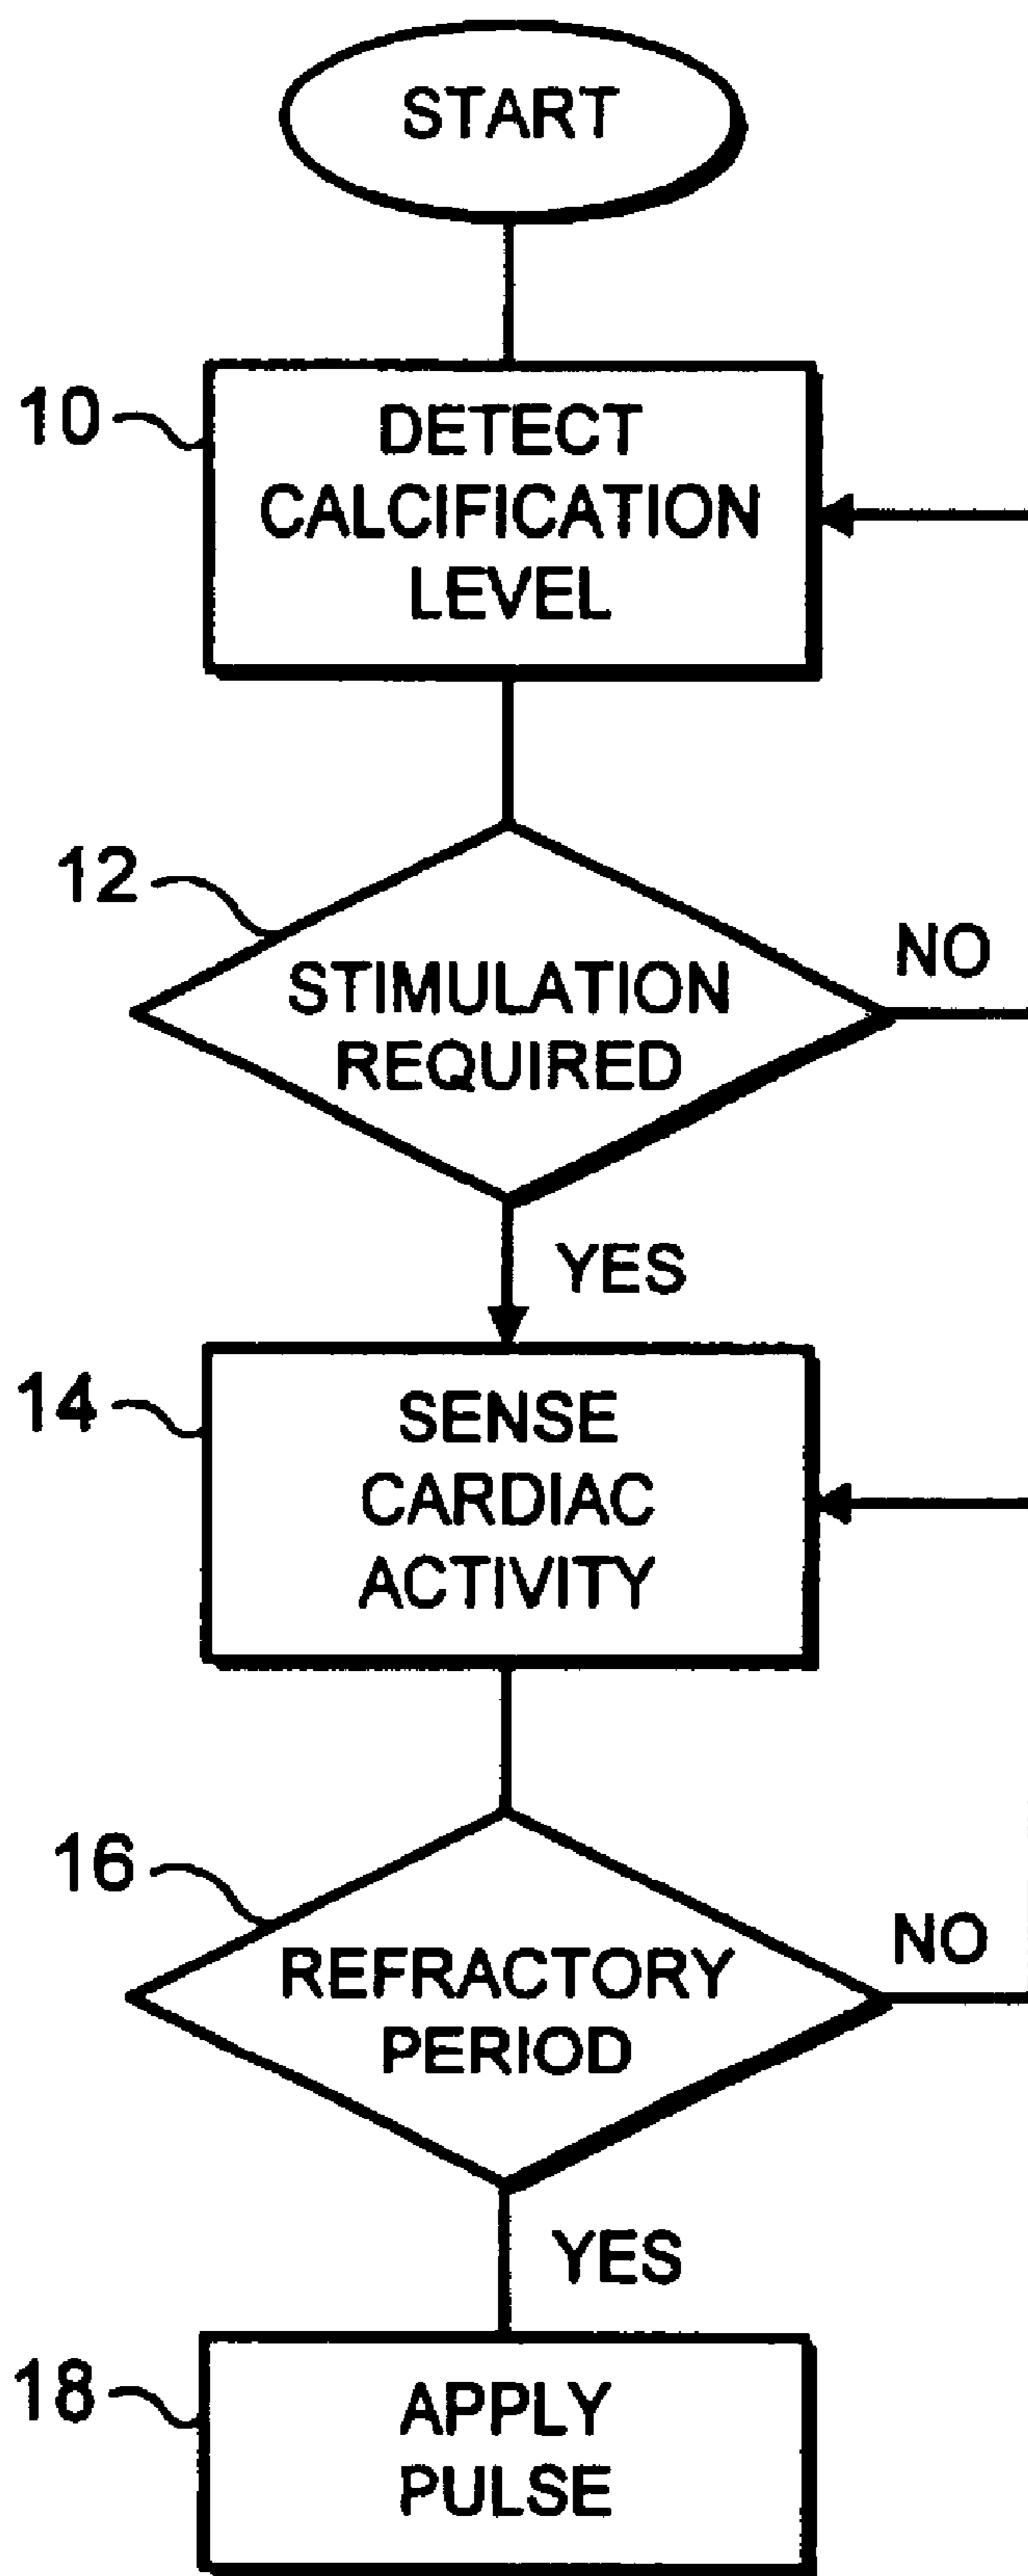 START
10
DETECT
CALCIFICATION
LEVEL
12
STIMULATION
REQUIRED
NO
YES
14
SENSE
CARDIAC
ACTIVITY
16
REFRACTORY
PERIOD
NO
YES
18
APPLY
PULSE